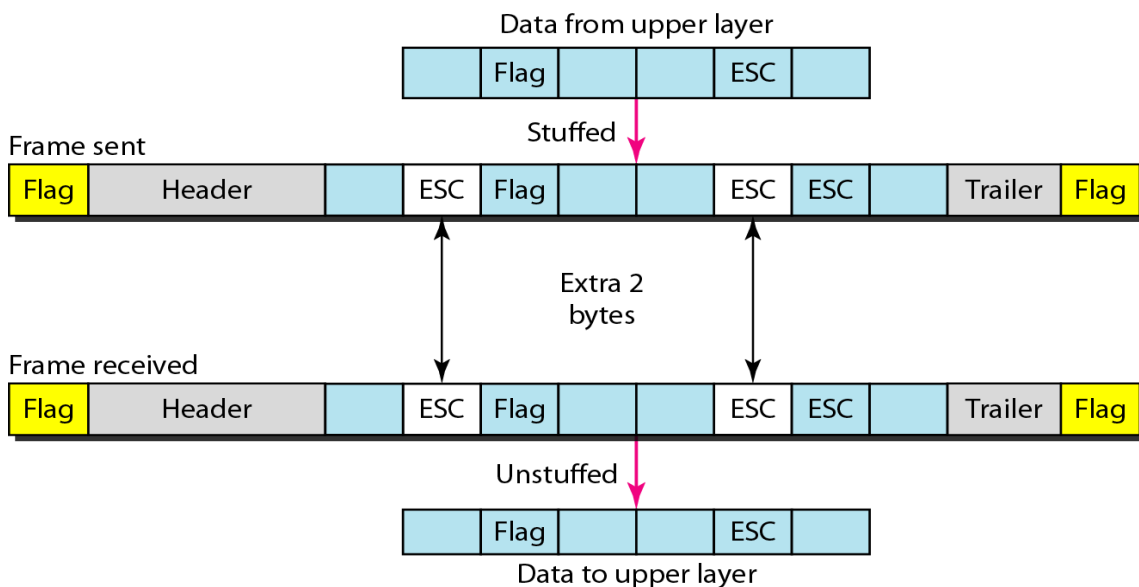 Data from upper layer
Flag ESC
Stuffed
Frame sent
Flag Header ESC Flag ESC ESC Trailer Flag
Extra 2
bytes
Frame received
Flag Header ESC Flag ESC ESC Trailer Flag
Unstuffed
Flag ESC
Data to upper layer